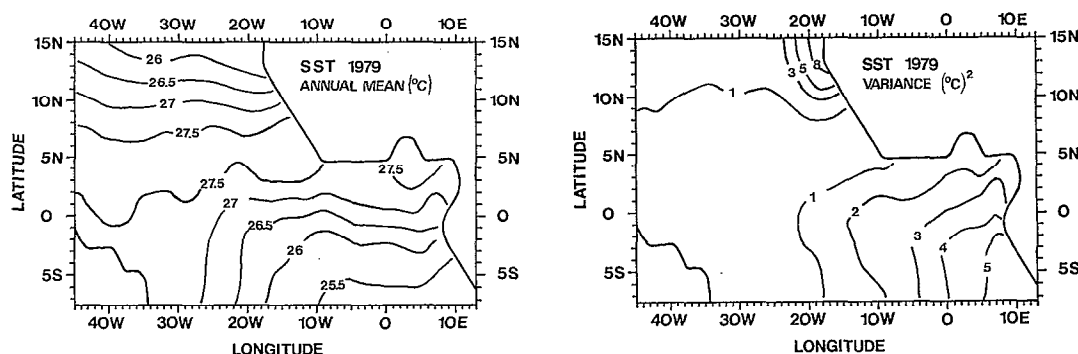 40W 30W 20W 10W 0 10E
15N 15N
SST 1979
ANNUAL MEAN (°C)
26
26.5
10N 10N
27
27.5
5N 5N
27.5 27.5
27
0 0
26.5
26
5S 5S
25.5
40W 30W 20W 10W 0 10E
LATITUDE
LONGITUDE
40W 30W 20W 10W 0 10E
15N 15N
3 5 8
SST 1979
VARIANCE (°C)²
1
10N 10N
5N 5N
1
2
0 0
3
4
5S 5S
5
40W 30W 20W 10W 0 10E
LATITUDE
LATITUDE
LONGITUDE